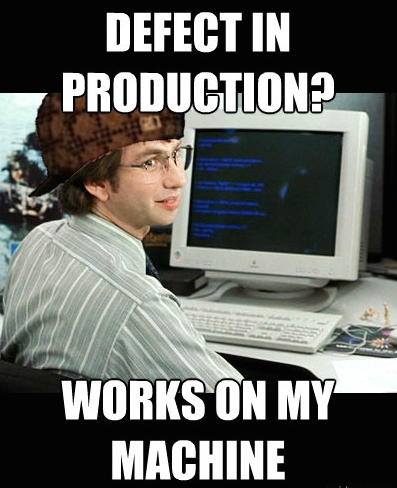 DEFECT IN
PRODUCTION?
WORKS ON MY
MACHINE